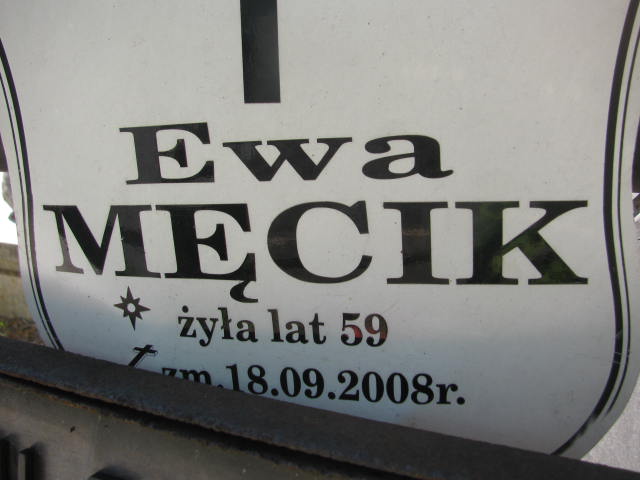 Ewa
MĘCIK
żyła lat 59
zm.18.09.2008r.